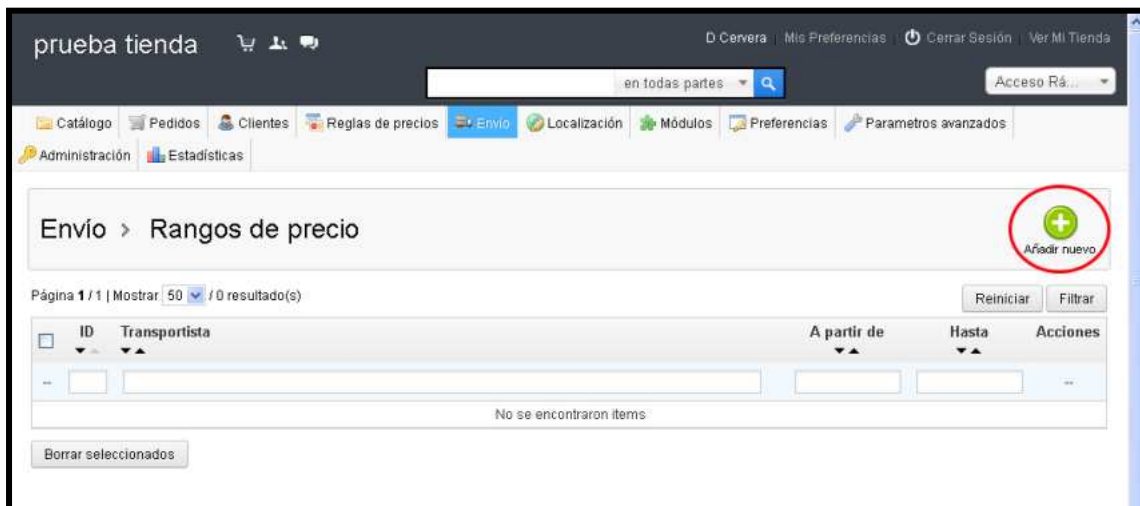 prueba tienda
D Cervera Mis Preferencias Cerrar Sesión Ver Mi Tienda
en todas partes
Acceso Rá...
Catálogo Pedidos Clientes Reglas de precios Envío Localización Módulos Preferencias Parametros avanzados
Administración Estadísticas
Envío > Rangos de precio
Añadir nuevo
Página 1 / 1 | Mostrar 50 / 0 resultado(s)
Reiniciar Filtrar
ID Transportista A partir de Hasta Acciones
-- --
No se encontraron items
Borrar seleccionados